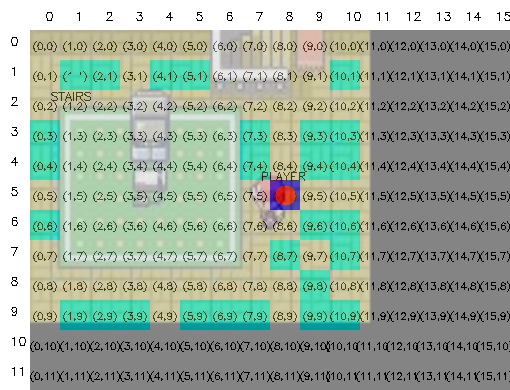 0 1 2 3 4 5 6 7 8 9 10 11 12 13 14 15
0 (0,0) (1,0) (2,0) (3,0) (4,0) (5,0) (6,0) (7,0) (8,0) (9,0) (10,0) (11,0) (12,0) (13,0) (14,0) (15,0)
1 (0,1) (1,1) (2,1) (3,1) (4,1) (5,1) (6,1) (7,1) (8,1) (9,1) (10,1) (11,1) (12,1) (13,1) (14,1) (15,1)
STAIRS
2 (0,2) (1,2) (2,2) (3,2) (4,2) (5,2) (6,2) (7,2) (8,2) (9,2) (10,2) (11,2) (12,2) (13,2) (14,2) (15,2)
3 (0,3) (1,3) (2,3) (3,3) (4,3) (5,3) (6,3) (7,3) (8,3) (9,3) (10,3) (11,3) (12,3) (13,3) (14,3) (15,3)
4 (0,4) (1,4) (2,4) (3,4) (4,4) (5,4) (6,4) (7,4) (8,4) (9,4) (10,4) (11,4) (12,4) (13,4) (14,4) (15,4)
PLAYER
5 (0,5) (1,5) (2,5) (3,5) (4,5) (5,5) (6,5) (7,5) (8,5) (9,5) (10,5) (11,5) (12,5) (13,5) (14,5) (15,5)
6 (0,6) (1,6) (2,6) (3,6) (4,6) (5,6) (6,6) (7,6) (8,6) (9,6) (10,6) (11,6) (12,6) (13,6) (14,6) (15,6)
7 (0,7) (1,7) (2,7) (3,7) (4,7) (5,7) (6,7) (7,7) (8,7) (9,7) (10,7) (11,7) (12,7) (13,7) (14,7) (15,7)
8 (0,8) (1,8) (2,8) (3,8) (4,8) (5,8) (6,8) (7,8) (8,8) (9,8) (10,8) (11,8) (12,8) (13,8) (14,8) (15,8)
9 (0,9) (1,9) (2,9) (3,9) (4,9) (5,9) (6,9) (7,9) (8,9) (9,9) (10,9) (11,9) (12,9) (13,9) (14,9) (15,9)
10 (0,10) (1,10) (2,10) (3,10) (4,10) (5,10) (6,10) (7,10) (8,10) (9,10) (10,10) (11,10) (12,10) (13,10) (14,10) (15,10)
11 (0,11) (1,11) (2,11) (3,11) (4,11) (5,11) (6,11) (7,11) (8,11) (9,11) (10,11) (11,11) (12,11) (13,11) (14,11) (15,11)